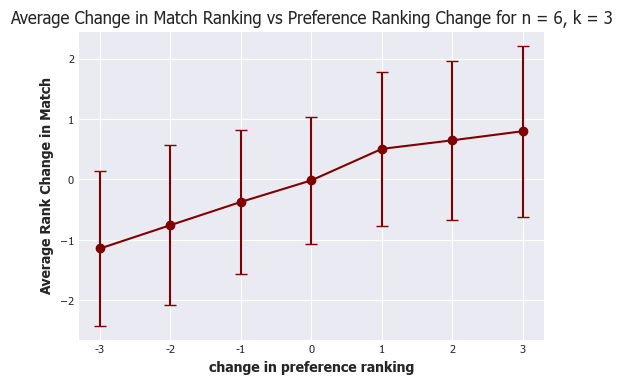 Average Change in Match Ranking vs Preference Ranking Change for n = 6, k = 3
Average Rank Change in Match
2
1
0
−1
−2
-3 -2 -1 0 1 2 3
change in preference ranking